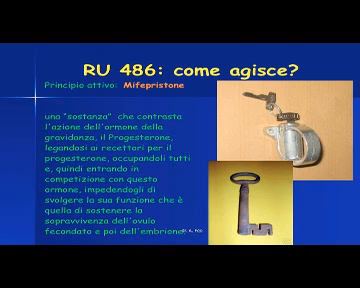 RU 486: come agisce?
Principio attivo: Mifepristone
una "sostanza" che contrasta
l'azione dell'ormone della
gravidanza, il Progesterone,
legandosi ai recettori per il
progesterone, occupandoli tutti
e, quindi entrando in
competizione con questo
ormone, impedendogli di
svolgere la sua funzione che è
quella di sostenere la
sopravvivenza dell'ovulo
fecondato e poi dell'embrione